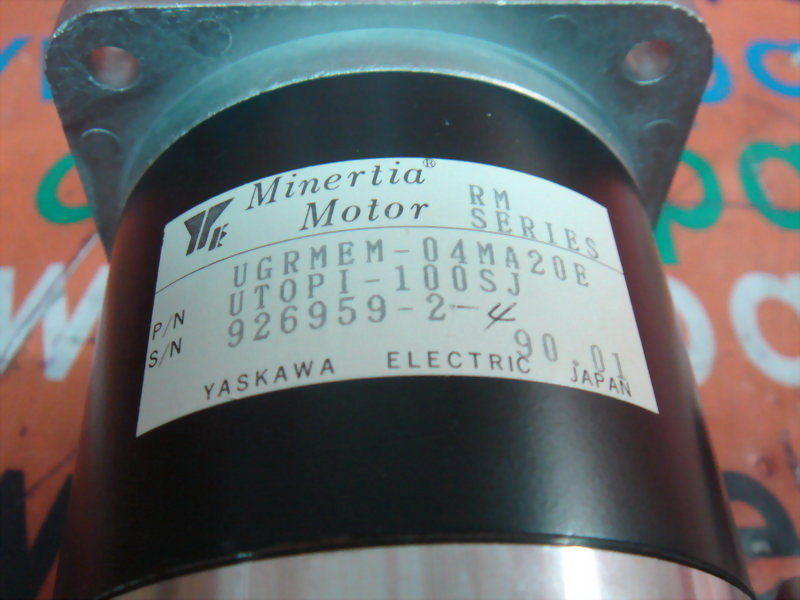 Minertia® RM
Motor SERIES
UGRMEM-04MA20E
P/N UTOPI-100SJ
S/N 926959-2-4
90.01
YASKAWA ELECTRIC JAPAN